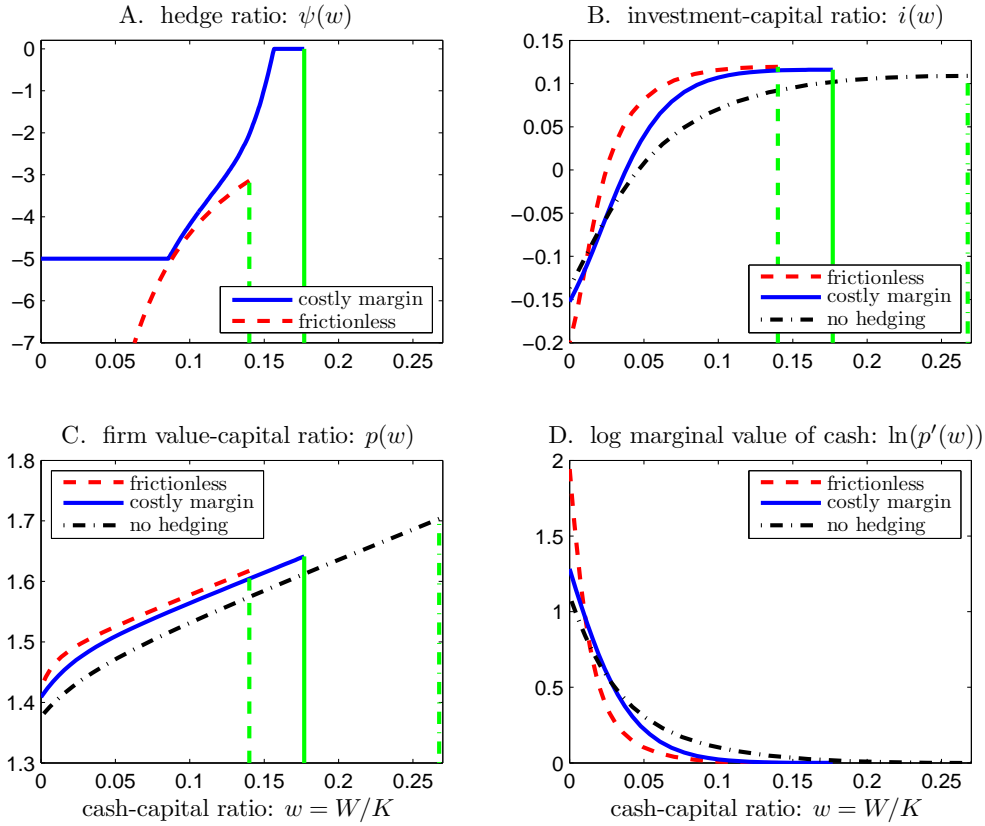 A. hedge ratio: ψ(w)
0
−1
−2
−3
−4
−5
−6
−7
0 0.05 0.1 0.15 0.2 0.25
costly margin
frictionless
B. investment-capital ratio: i(w)
0.15
0.1
0.05
0
−0.05
−0.1
−0.15
−0.2
0 0.05 0.1 0.15 0.2 0.25
frictionless
costly margin
no hedging
C. firm value-capital ratio: p(w)
1.8
1.7
1.6
1.5
1.4
1.3
0 0.05 0.1 0.15 0.2 0.25
frictionless
costly margin
no hedging
cash-capital ratio: w = W/K
D. log marginal value of cash: ln(p′(w))
2
1.5
1
0.5
0
0 0.05 0.1 0.15 0.2 0.25
frictionless
costly margin
no hedging
cash-capital ratio: w = W/K